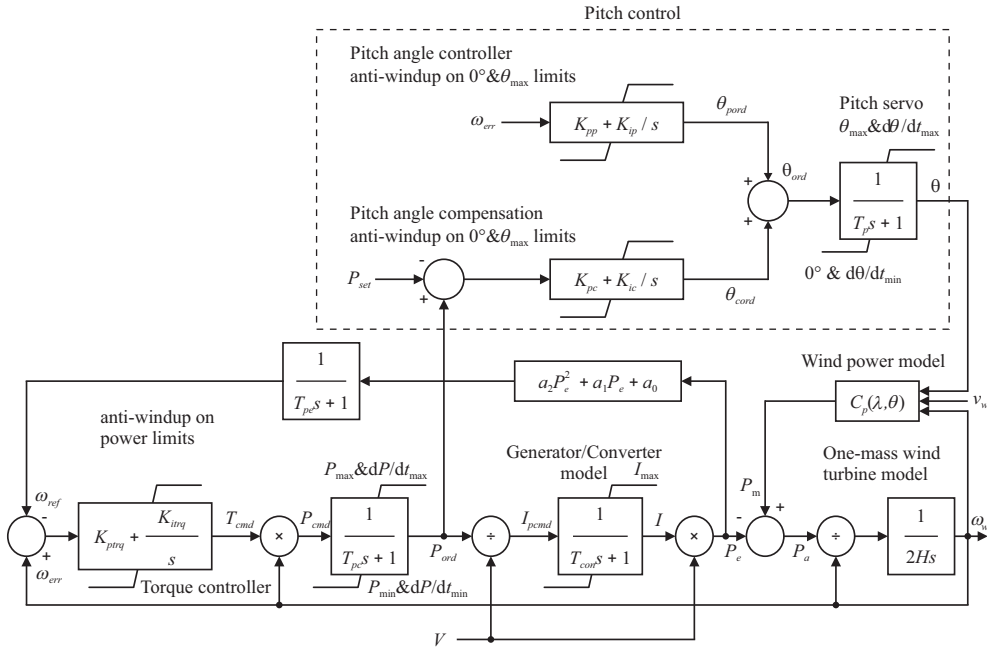 Pitch control
Pitch angle controller
anti-windup on 0°&θmax limits
ωerr
Kpp + Kip / s
θpord
Pitch servo
θmax&dθ/dtmax
+
θord
1
Tps + 1
θ
+
0° & dθ/dtmin
Pitch angle compensation
anti-windup on 0°&θmax limits
Pset
-
+
Kpc + Kic / s
θcord
1
Tpes + 1
a2Pe² + a1Pe + a0
Wind power model
Cp(λ,θ)
vw
anti-windup on
power limits
Pmax&dP/dtmax
Generator/Converter
model
Imax
One-mass wind
turbine model
Pm
ωref
-
+
ωerr
Kptrq + Kitrq
s
Torque controller
Tcmd
×
Pcmd
1
Tpcs + 1
Pmin&dP/dtmin
Pord
÷
Ipcmd
1
Tcons + 1
I
×
Pe
-
+
Pa
÷
1
2Hs
ωw
V